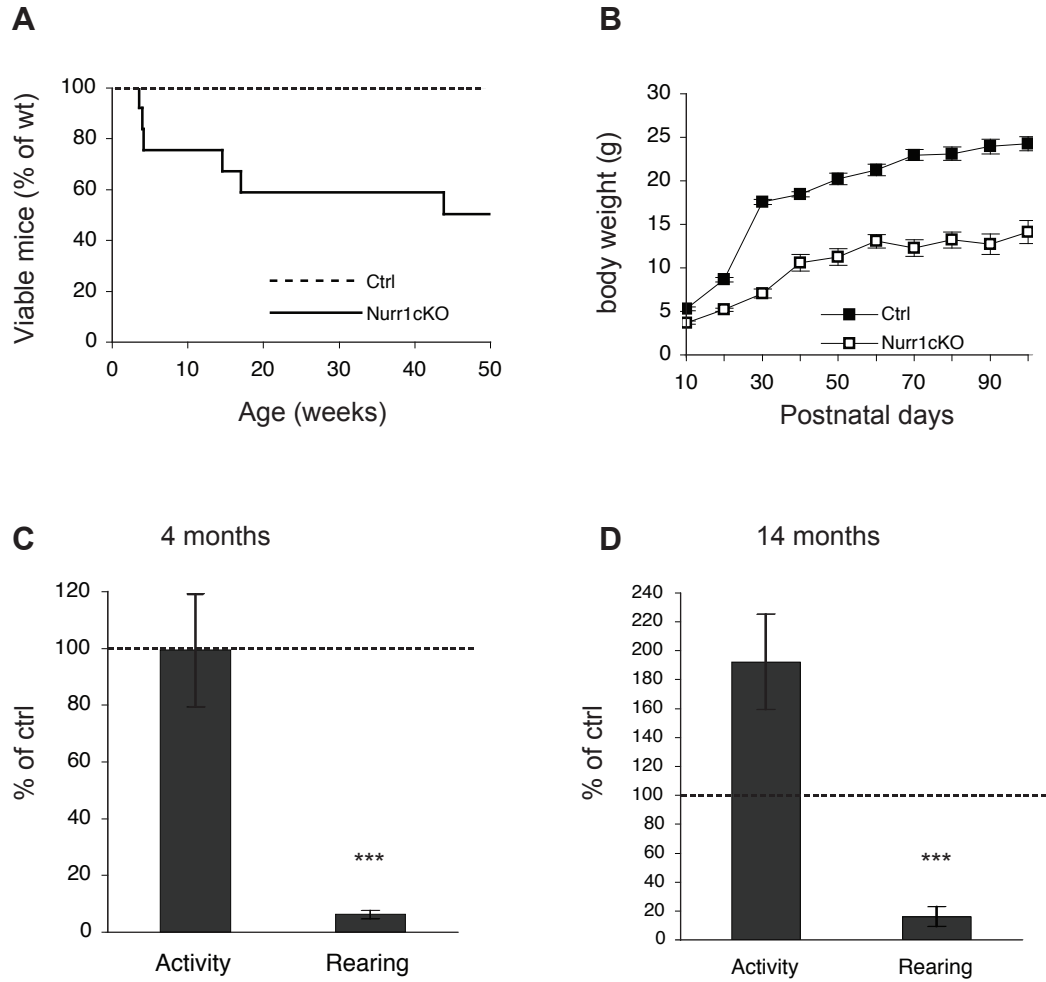 A
Viable mice (% of wt)
100
80
60
40
20
0
0 10 20 30 40 50
Age (weeks)
Ctrl
Nurr1cKO
B
body weight (g)
30
25
20
15
10
5
0
10 30 50 70 90
Postnatal days
Ctrl
Nurr1cKO
C
4 months
% of ctrl
120
100
80
60
40
20
0
***
Activity Rearing
D
14 months
% of ctrl
240
220
200
180
160
140
120
100
80
60
40
20
0
***
Activity Rearing